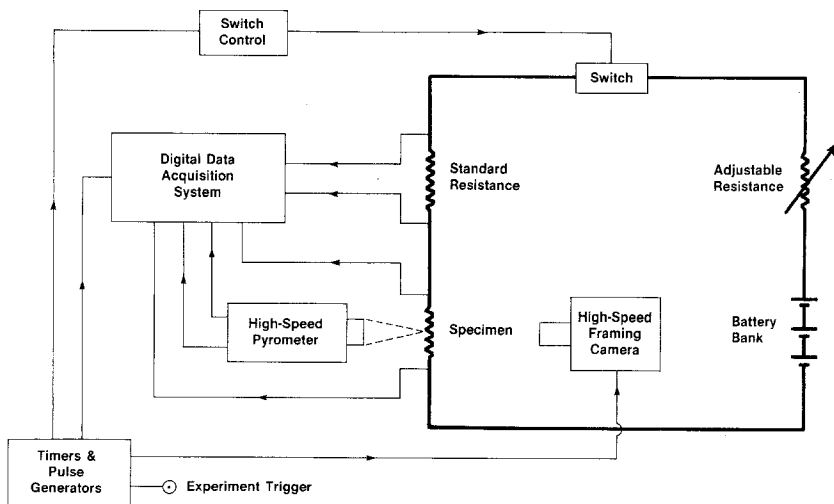 Switch
Control
Switch
Digital Data
Acquisition
System
Standard
Resistance
Adjustable
Resistance
High-Speed
Pyrometer
Specimen
High-Speed
Framing
Camera
Battery
Bank
Timers &
Pulse
Generators
Experiment Trigger